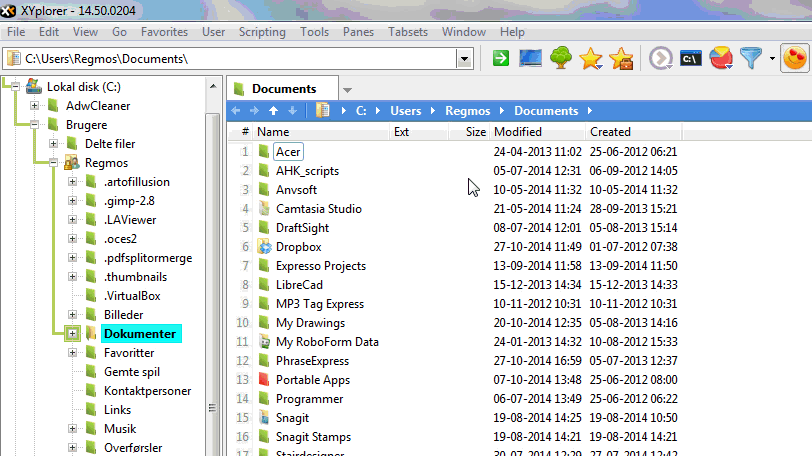 XYplorer - 14.50.0204
File Edit View Go Favorites User Scripting Tools Panes Tabsets Window Help
C:\Users\Regmos\Documents\
C:\
Lokal disk (C:)
AdwCleaner
Brugere
Delte filer
Regmos
.artofillusion
.gimp-2.8
.LAViewer
.oces2
.pdfsplitormerge
.thumbnails
.VirtualBox
Billeder
Dokumenter
Favoritter
Gemte spil
Kontaktpersoner
Links
Musik
Overførsler
Documents
C: Users Regmos Documents
# Name Ext Size Modified Created
1 Acer 24-04-2013 11:02 25-06-2012 06:21
2 AHK_scripts 05-07-2014 12:31 06-09-2012 14:05
3 Anvsoft 10-05-2014 11:32 10-05-2014 11:32
4 Camtasia Studio 21-05-2014 11:24 28-09-2013 15:21
5 DraftSight 08-07-2014 12:01 05-08-2013 15:14
6 Dropbox 27-10-2014 11:49 01-07-2012 07:38
7 Expresso Projects 13-09-2014 11:58 13-09-2014 11:50
8 LibreCad 15-12-2013 14:34 15-12-2013 14:33
9 MP3 Tag Express 10-11-2012 10:31 10-11-2012 10:31
10 My Drawings 20-10-2014 12:35 05-08-2013 14:16
11 My RoboForm Data 24-01-2013 14:32 10-08-2012 15:33
12 PhraseExpress 27-10-2014 16:59 05-07-2013 12:37
13 Portable Apps 07-10-2014 13:48 25-06-2012 08:00
14 Programmer 06-07-2014 13:49 25-06-2012 06:22
15 Snagit 19-08-2014 14:25 19-08-2014 10:50
16 Snagit Stamps 19-08-2014 14:21 19-08-2014 14:21
17 Stairdesigner 30-07-2014 12:29 27-07-2014 12:42